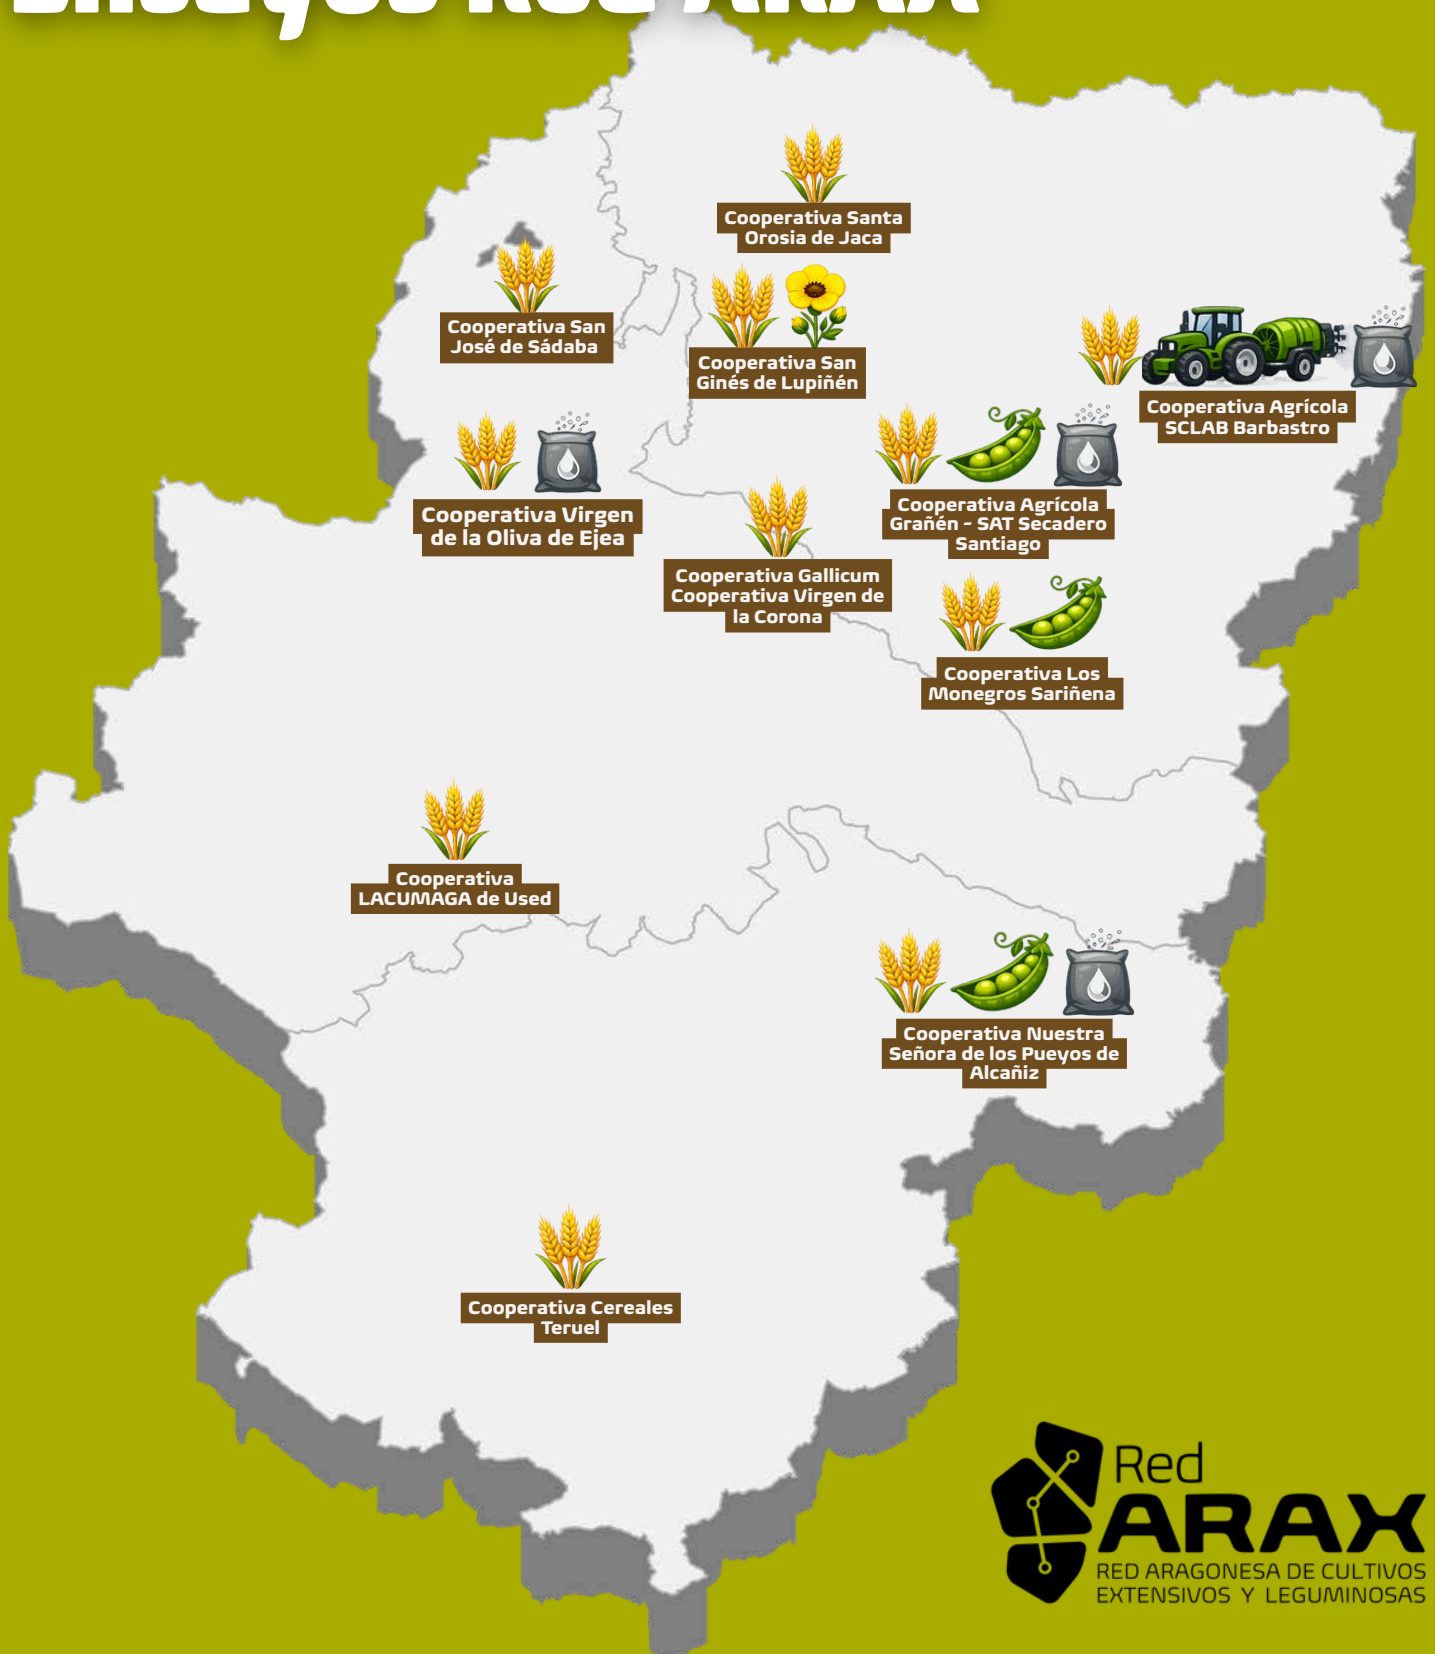 Ensayos Red ARAX
Cooperativa Santa
Orosia de Jaca
Cooperativa San
José de Sádaba
Cooperativa San
Ginés de Lupiñén
Cooperativa Agrícola
SCLAB Barbastro
Cooperativa Virgen
de la Oliva de Ejea
Cooperativa Agrícola
Grañén - SAT Secadero
Santiago
Cooperativa Gallicum
Cooperativa Virgen de
la Corona
Cooperativa Los
Monegros Sariñena
Cooperativa
LACUMAGA de Used
Cooperativa Nuestra
Señora de los Pueyos de
Alcañiz
Cooperativa Cereales
Teruel
Red
ARAX
RED ARAGONESA DE CULTIVOS
EXTENSIVOS Y LEGUMINOSAS